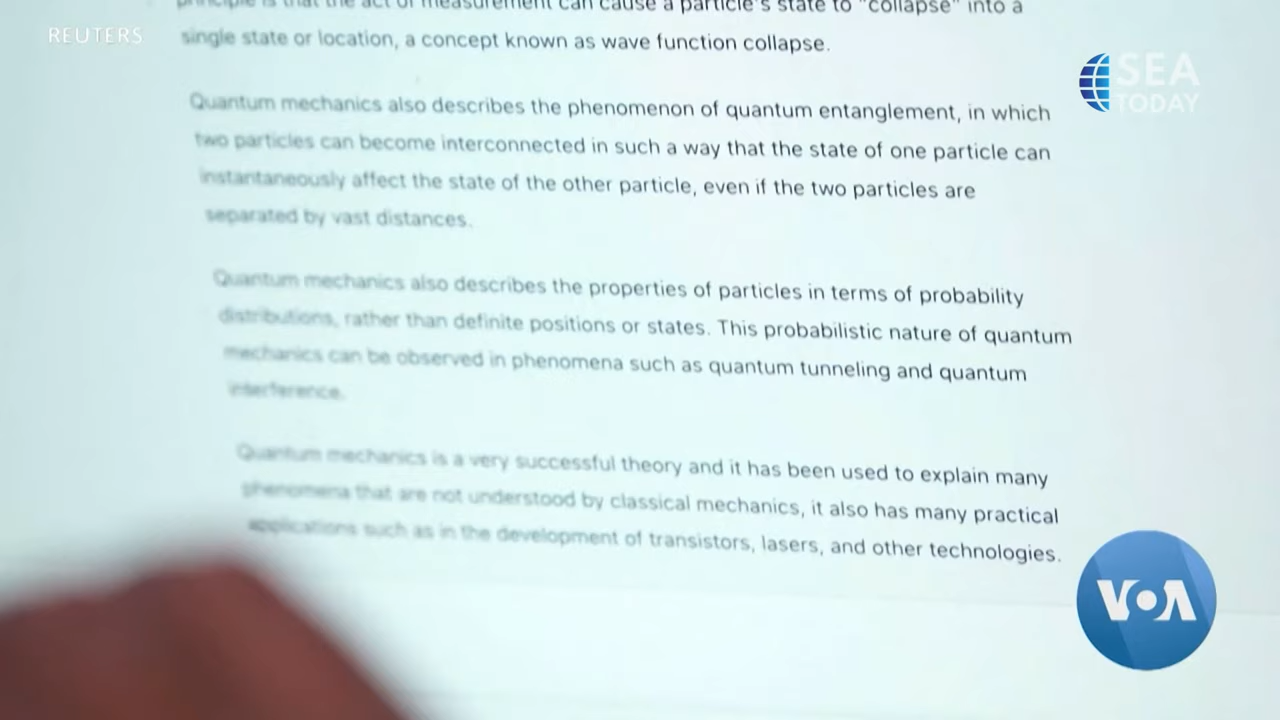 principle is that the act of measurement can cause a particle's state to "collapse" into a
REUTERS
single state or location, a concept known as wave function collapse.
SEA
TODAY
Quantum mechanics also describes the phenomenon of quantum entanglement, in which
two particles can become interconnected in such a way that the state of one particle can
instantaneously affect the state of the other particle, even if the two particles are
separated by vast distances.
Quantum mechanics also describes the properties of particles in terms of probability
distributions, rather than definite positions or states. This probabilistic nature of quantum
mechanics can be observed in phenomena such as quantum tunneling and quantum
interference.
Quantum mechanics is a very successful theory and it has been used to explain many
phenomena that are not understood by classical mechanics, it also has many practical
applications such as in the development of transistors, lasers, and other technologies.
VOA